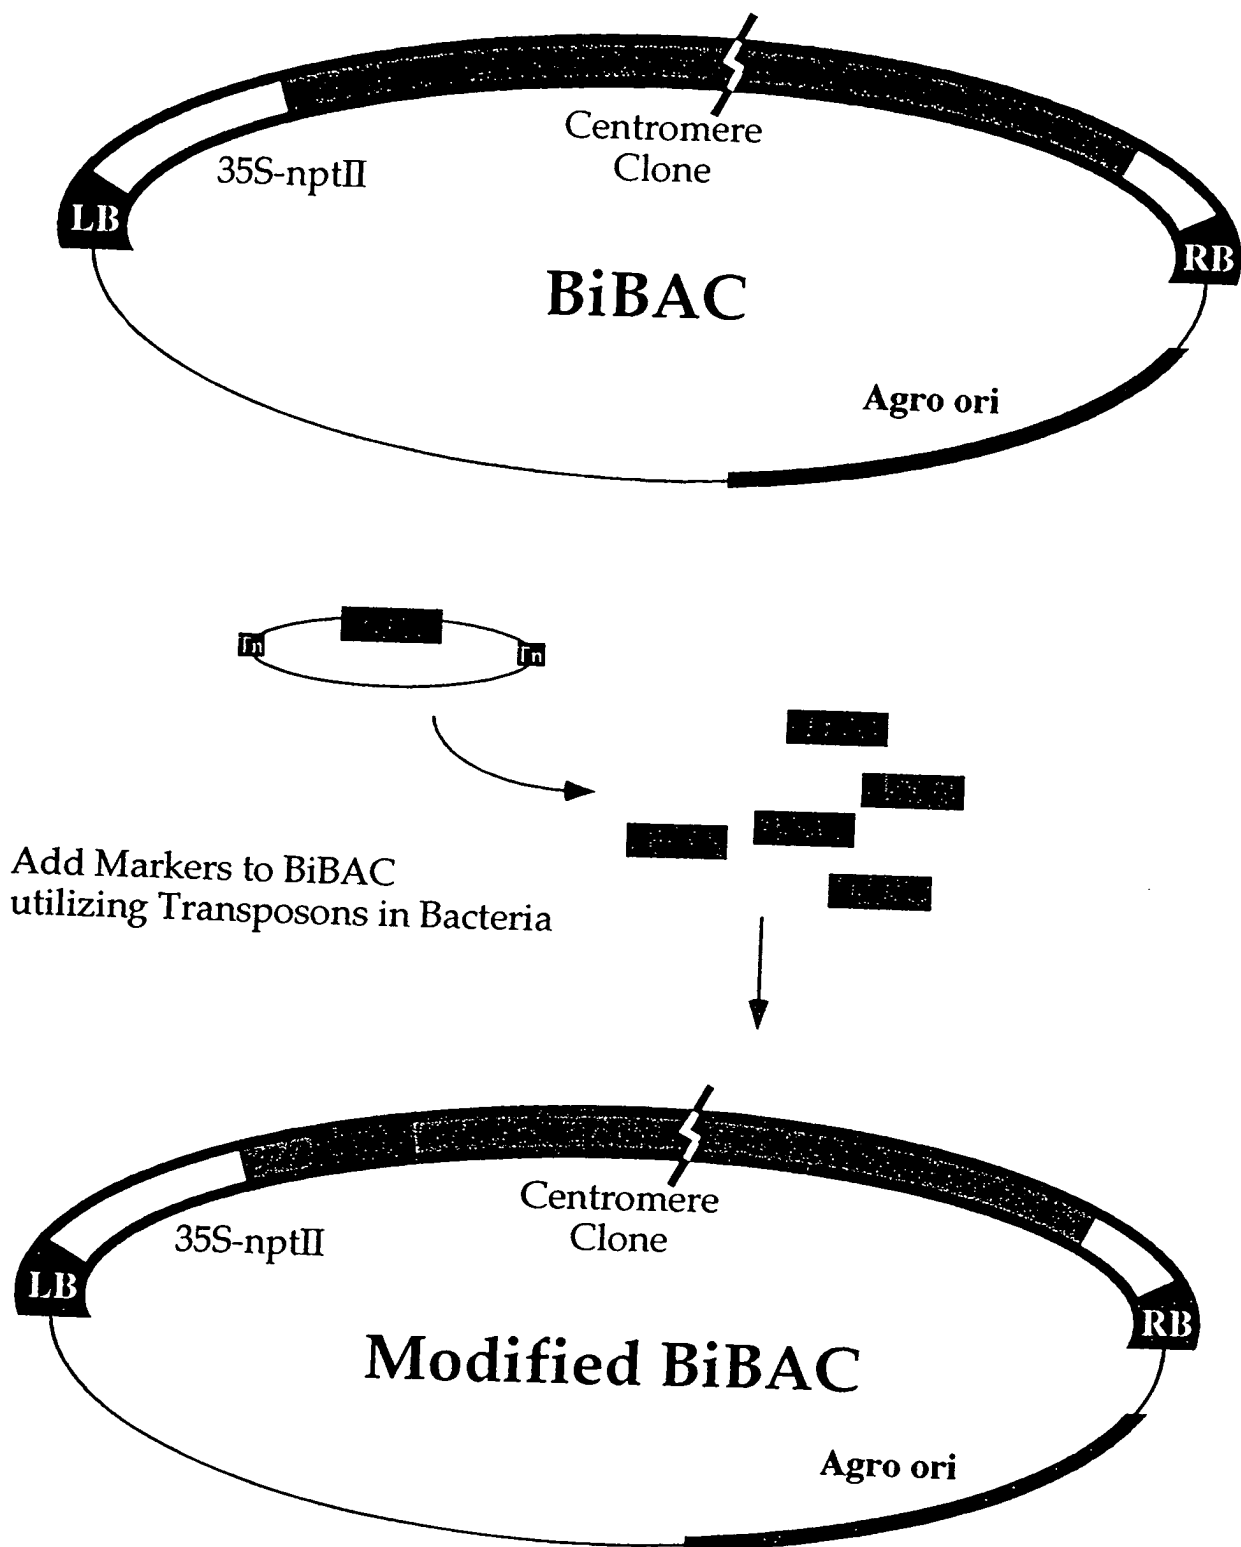 Centromere
Clone
35S-nptII
LB
RB
BiBAC
Agro ori
Tn
Tn
Add Markers to BiBAC
utilizing Transposons in Bacteria
Centromere
Clone
35S-nptII
LB
RB
Modified BiBAC
Agro ori